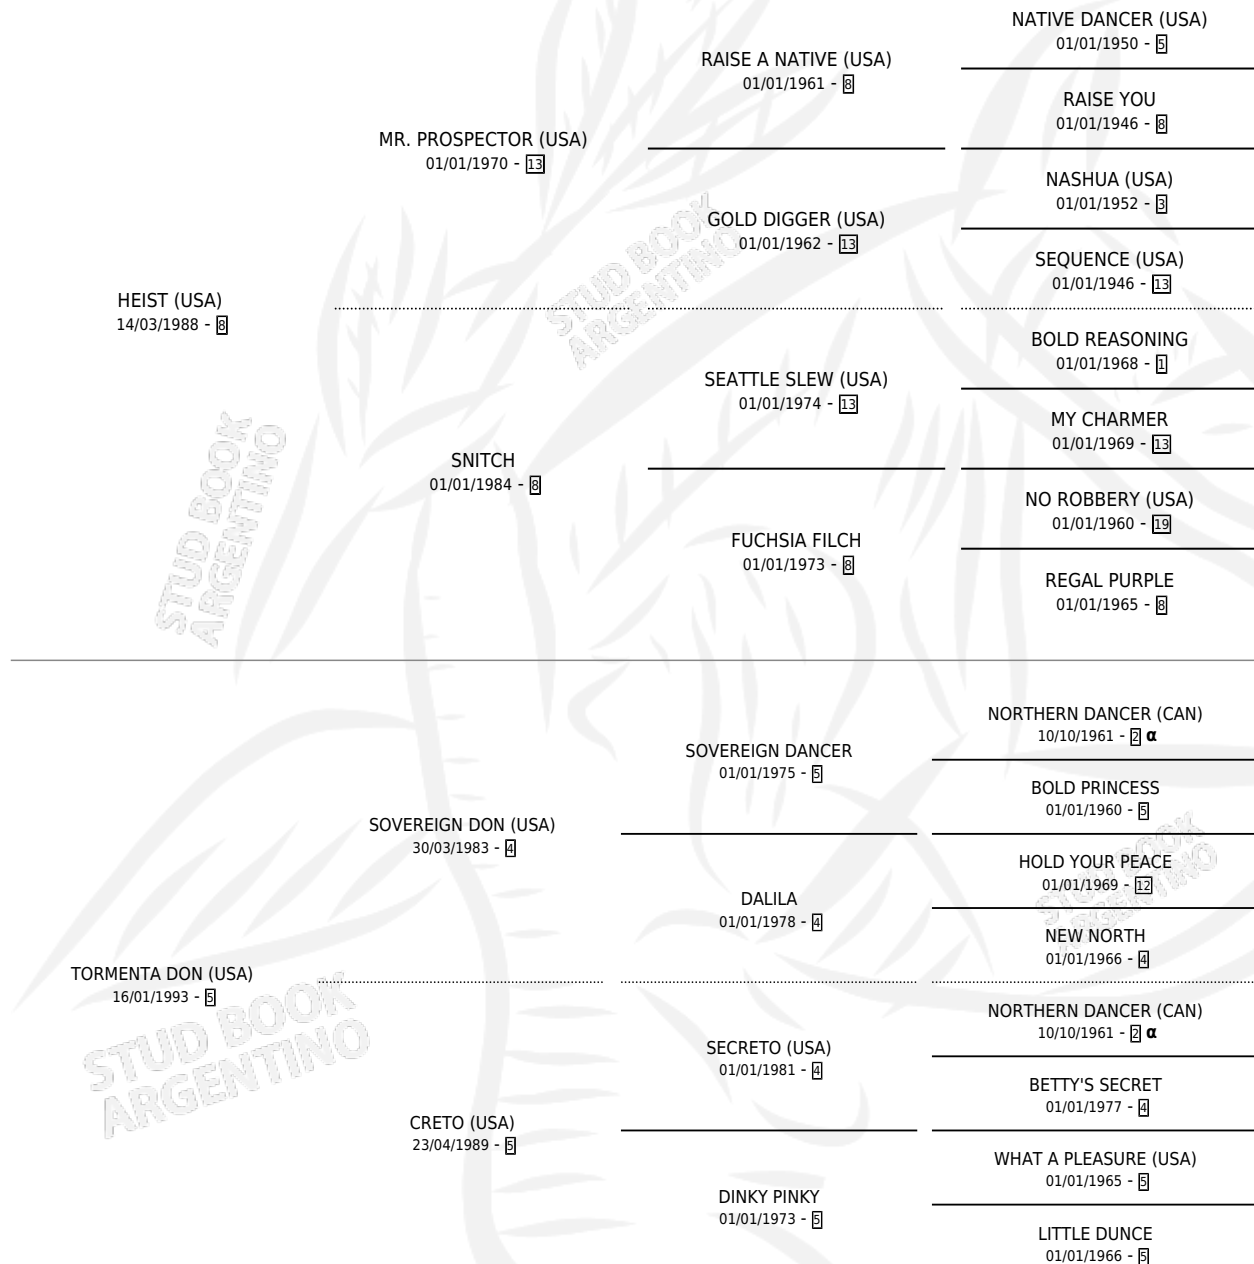 NATIVE DANCER (USA)
01/01/1950 - 5
RAISE A NATIVE (USA)
01/01/1961 - 8
RAISE YOU
01/01/1946 - 8
MR. PROSPECTOR (USA)
01/01/1970 - 13
NASHUA (USA)
01/01/1952 - 3
GOLD DIGGER (USA)
01/01/1962 - 13
SEQUENCE (USA)
01/01/1946 - 13
HEIST (USA)
14/03/1988 - 8
BOLD REASONING
01/01/1968 - 1
SEATTLE SLEW (USA)
01/01/1974 - 13
MY CHARMER
01/01/1969 - 13
SNITCH
01/01/1984 - 8
NO ROBBERY (USA)
01/01/1960 - 19
FUCHSIA FILCH
01/01/1973 - 8
REGAL PURPLE
01/01/1965 - 8
NORTHERN DANCER (CAN)
10/10/1961 - 2 α
SOVEREIGN DANCER
01/01/1975 - 5
BOLD PRINCESS
01/01/1960 - 5
SOVEREIGN DON (USA)
30/03/1983 - 4
HOLD YOUR PEACE
01/01/1969 - 12
DALILA
01/01/1978 - 4
NEW NORTH
01/01/1966 - 4
TORMENTA DON (USA)
16/01/1993 - 5
NORTHERN DANCER (CAN)
10/10/1961 - 2 α
SECRETO (USA)
01/01/1981 - 4
BETTY'S SECRET
01/01/1977 - 4
CRETO (USA)
23/04/1989 - 5
WHAT A PLEASURE (USA)
01/01/1965 - 5
DINKY PINKY
01/01/1973 - 5
LITTLE DUNCE
01/01/1966 - 5
STUD BOOK
ARGENTINO
STUD BOOK
ARGENTINO
STUD BOOK
ARGENTINO
STUD BOOK
ARGENTINO